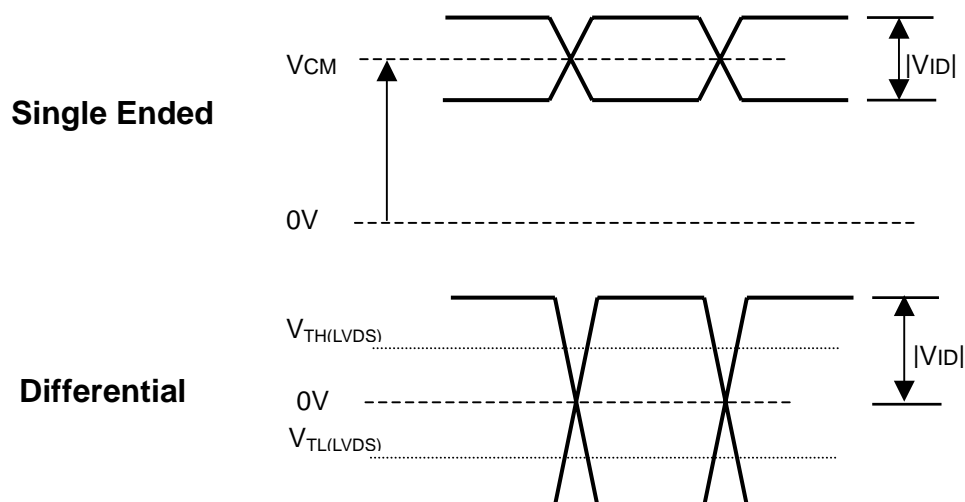 VCM
|VID|
Single Ended
0V
VTH(LVDS)
|VID|
Differential
0V
VTL(LVDS)